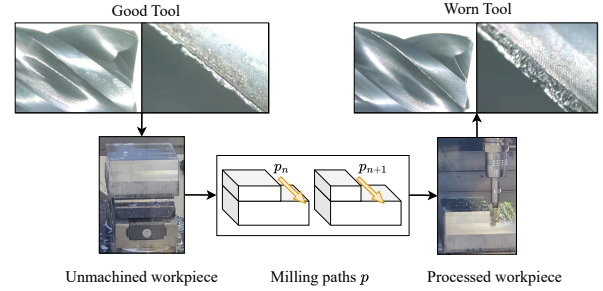 Good Tool
Worn Tool
pₙ
pₙ₊₁
Unmachined workpiece
Milling paths p
Processed workpiece